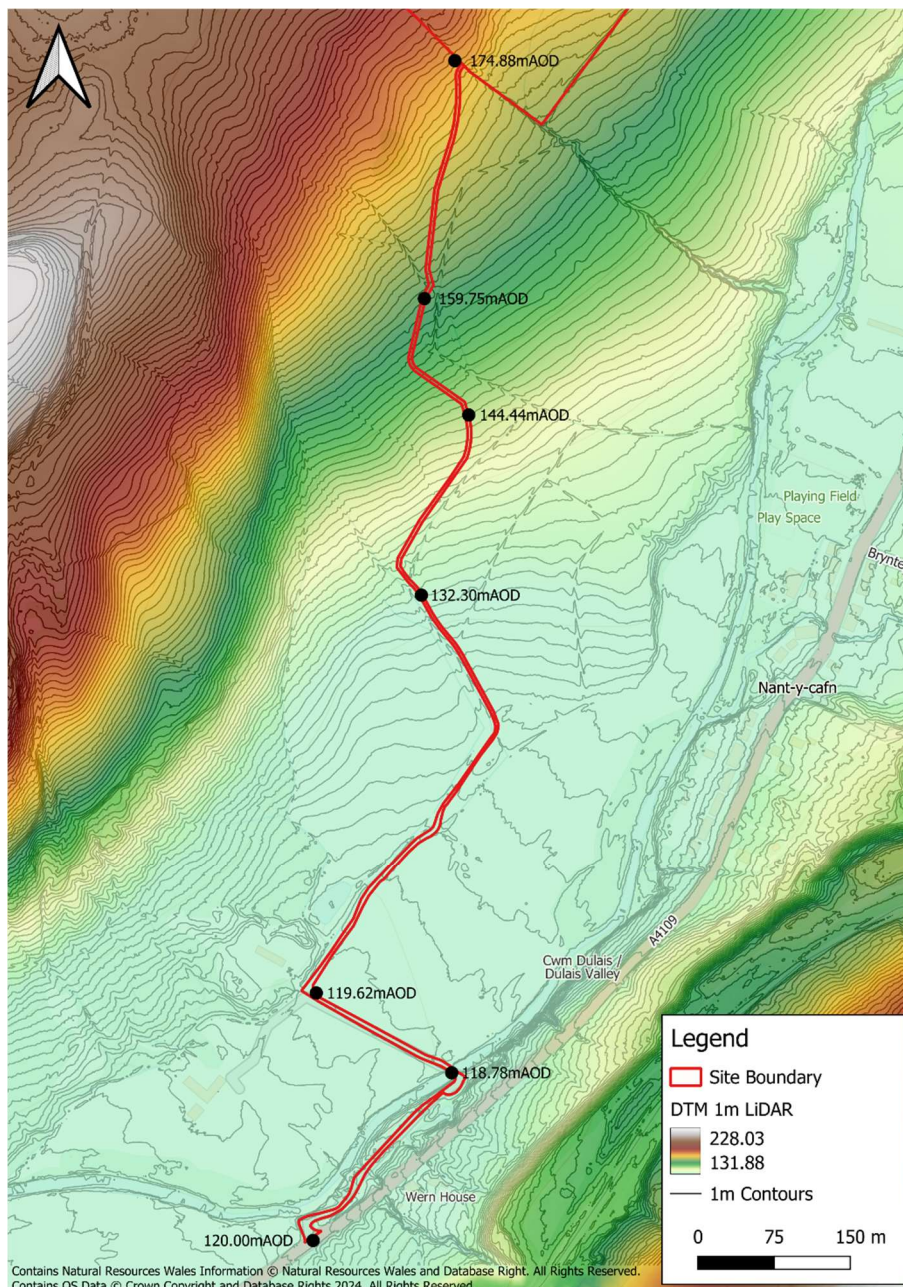 174.88mAOD
159.75mAOD
144.44mAOD
Playing Field
Play Space
Brynte
132.30mAOD
Nant-y-cafn
A4109
Cwm Dulais /
Dulais Valley
119.62mAOD
118.78mAOD
Wern House
120.00mAOD
Legend
Site Boundary
DTM 1m LiDAR
228.03
131.88
1m Contours
0 75 150 m
Contains Natural Resources Wales Information © Natural Resources Wales and Database Right. All Rights Reserved.
Contains OS Data © Crown Copyright and Database Rights 2024. All Rights Reserved.